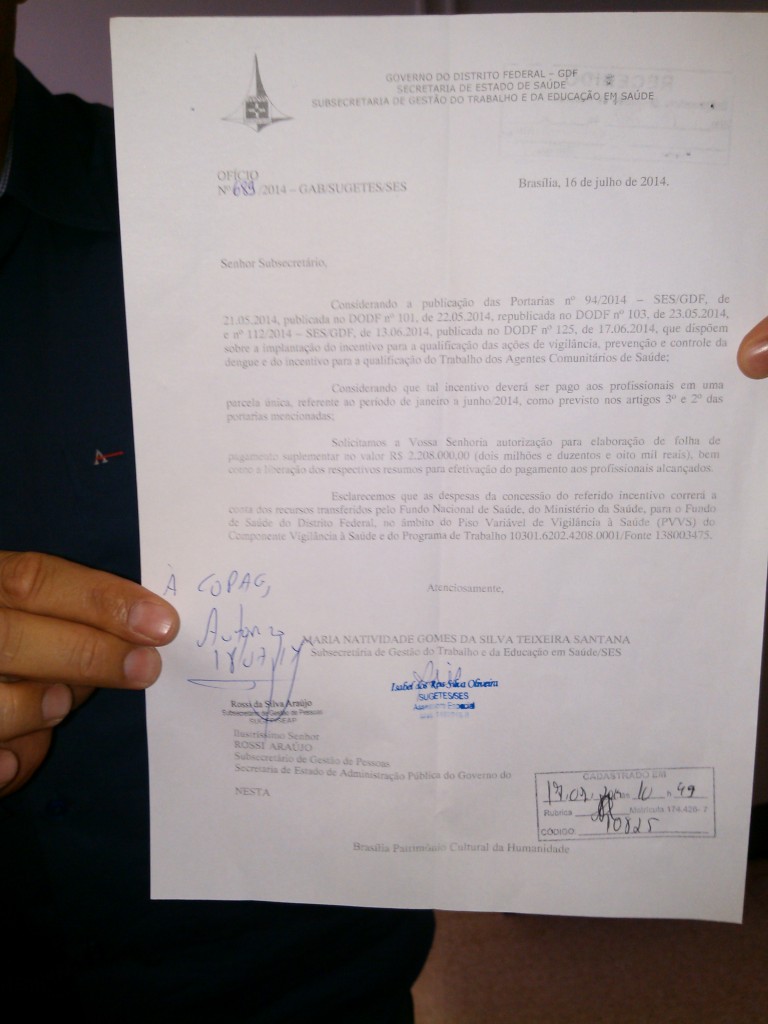 GOVERNO DO DISTRITO FEDERAL – GDF
SECRETARIA DE ESTADO DE SAÚDE
SUBSECRETARIA DE GESTÃO DO TRABALHO E DA EDUCAÇÃO EM SAÚDE
OFÍCIO
Nº 689 /2014 – GAB/SUGETES/SES
Brasília, 16 de julho de 2014.
Senhor Subsecretário,
Considerando a publicação das Portarias nº 94/2014 – SES/GDF, de
21.05.2014, publicada no DODF nº 101, de 22.05.2014, republicada no DODF nº 103, de 23.05.2014,
e nº 112/2014 – SES/GDF, de 13.06.2014, publicada no DODF nº 125, de 17.06.2014, que dispõem
sobre a implantação do incentivo para a qualificação das ações de vigilância, prevenção e controle da
dengue e do incentivo para a qualificação do Trabalho dos Agentes Comunitários de Saúde;
Considerando que tal incentivo deverá ser pago aos profissionais em uma
parcela única, referente ao período de janeiro a junho/2014, como previsto nos artigos 3º e 2º das
portarias mencionadas;
Solicitamos a Vossa Senhoria autorização para elaboração de folha de
pagamento suplementar no valor R$ 2.208.000,00 (dois milhões e duzentos e oito mil reais), bem
como a liberação dos respectivos resumos para efetivação do pagamento aos profissionais alcançados.
Esclarecemos que as despesas da concessão do referido incentivo correrá a
conta dos recursos transferidos pelo Fundo Nacional de Saúde, do Ministério da Saúde, para o Fundo
de Saúde do Distrito Federal, no âmbito do Piso Variável de Vigilância à Saúde (PVVS) do
Componente Vigilância à Saúde e do Programa de Trabalho 10301.6202.4208.0001/Fonte 138003475.
À COPAG,
Atenciosamente,
Autorizo
18/07/14
MARIA NATIVIDADE GOMES DA SILVA TEIXEIRA SANTANA
Subsecretária de Gestão do Trabalho e da Educação em Saúde/SES
Isabel dos Reis Silva Oliveira
SUGETES/SES
Assessora Especial
Rossi da Silva Araújo
Subsecretário de Gestão de Pessoas
Ilustríssimo Senhor
ROSSI ARAÚJO
Subsecretário de Gestão de Pessoas
Secretaria de Estado de Administração Pública do Governo do
NESTA
CADASTRADO EM
17.07
10 h 49
Rubrica
Matrícula 174.426-7
CÓDIGO: 10825
Brasília Patrimônio Cultural da Humanidade